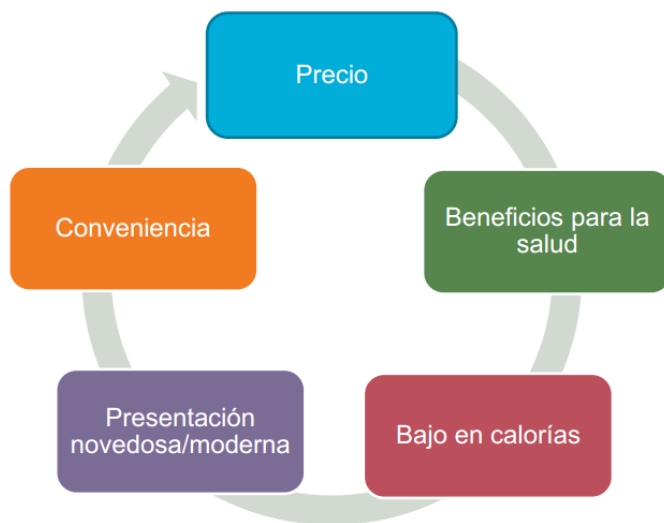 Precio
Beneficios para la
salud
Bajo en calorías
Presentación
novedosa/moderna
Conveniencia